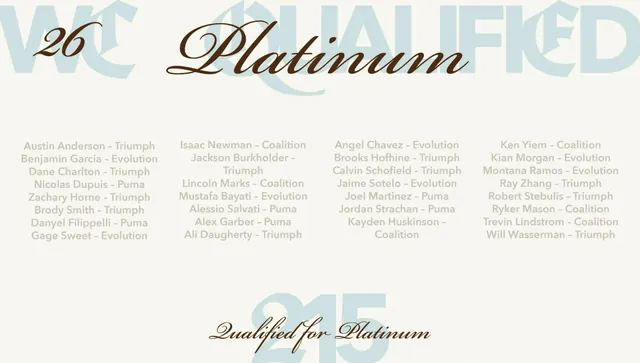 WC QUALIFIED
26 Platinum
Austin Anderson - Triumph
Benjamin Garcia - Evolution
Dane Charlton - Triumph
Nicolas Dupuis - Puma
Zachary Horne - Triumph
Brody Smith - Triumph
Danyel Filippelli - Puma
Gage Sweet - Evolution
Isaac Newman - Coalition
Jackson Burkholder -
Triumph
Lincoln Marks - Coalition
Mustafa Bayati - Evolution
Alessio Salvati - Puma
Alex Garber - Puma
Ali Daugherty - Triumph
Angel Chavez - Evolution
Brooks Hofhine - Triumph
Calvin Schofield - Triumph
Jaime Sotelo - Evolution
Joel Martinez - Puma
Jordan Strachan - Puma
Kayden Huskinson -
Coalition
Ken Yiem - Coalition
Kian Morgan - Evolution
Montana Ramos - Evolution
Ray Zhang - Triumph
Robert Stebulis - Triumph
Ryker Mason - Coalition
Trevin Lindstrom - Coalition
Will Wasserman - Triumph
215
Qualified for Platinum